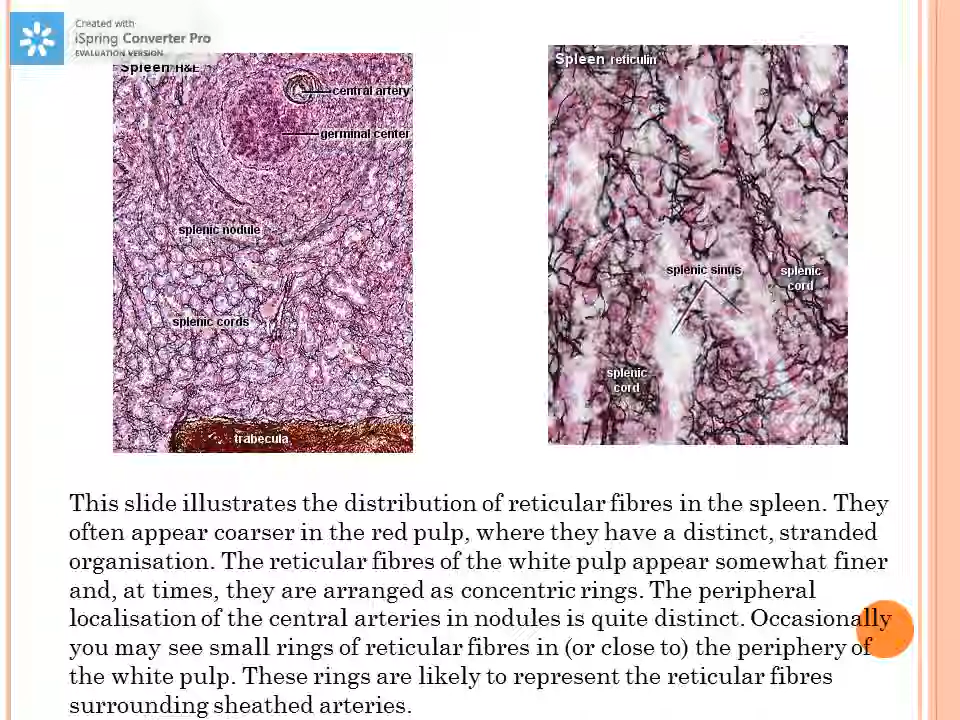 Created with
iSpring Converter Pro
EVALUATION VERSION
Spleen H&E
central artery
germinal center
splenic nodule
splenic cords
trabecula
Spleen reticulin
splenic sinus
splenic
cord
splenic
cord
This slide illustrates the distribution of reticular fibres in the spleen. They
often appear coarser in the red pulp, where they have a distinct, stranded
organisation. The reticular fibres of the white pulp appear somewhat finer
and, at times, they are arranged as concentric rings. The peripheral
localisation of the central arteries in nodules is quite distinct. Occasionally
you may see small rings of reticular fibres in (or close to) the periphery of
the white pulp. These rings are likely to represent the reticular fibres
surrounding sheathed arteries.